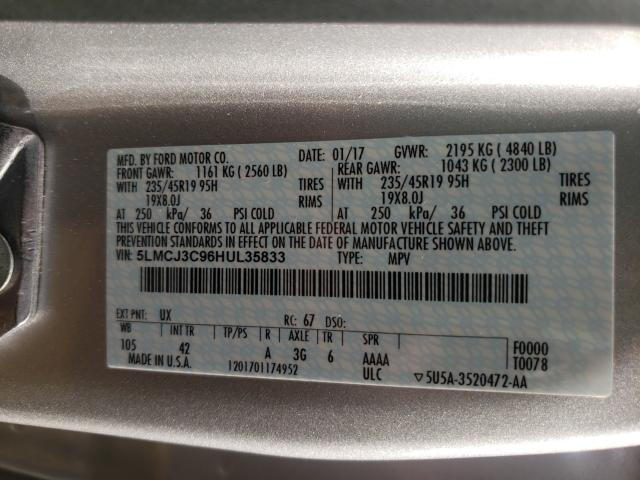 MFD. BY FORD MOTOR CO. DATE: 01/17 GVWR: 2195 KG ( 4840 LB)
FRONT GAWR: 1161 KG ( 2560 LB) REAR GAWR: 1043 KG ( 2300 LB)
WITH 235/45R19 95H TIRES WITH 235/45R19 95H TIRES
19X8.0J RIMS 19X8.0J RIMS
AT 250 kPa/ 36 PSI COLD AT 250 kPa/ 36 PSI COLD
THIS VEHICLE CONFORMS TO ALL APPLICABLE FEDERAL MOTOR VEHICLE SAFETY AND THEFT
PREVENTION STANDARDS IN EFFECT ON THE DATE OF MANUFACTURE SHOWN ABOVE.
VIN: 5LMCJ3C96HUL35833 TYPE: MPV
EXT PNT: UX RC: 67 DSO:
WB INT TR TP/PS R AXLE TR SPR
105 42 A 3G 6 AAAA F0000
MADE IN U.S.A. 1201701174952 ULC T0078
▽5U5A-3520472-AA